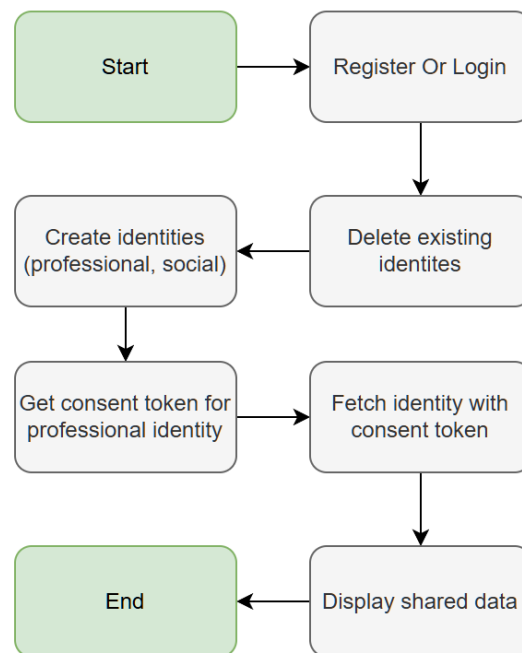 Start
Register Or Login
Delete existing
identites
Create identities
(professional, social)
Get consent token for
professional identity
Fetch identity with
consent token
Display shared data
End